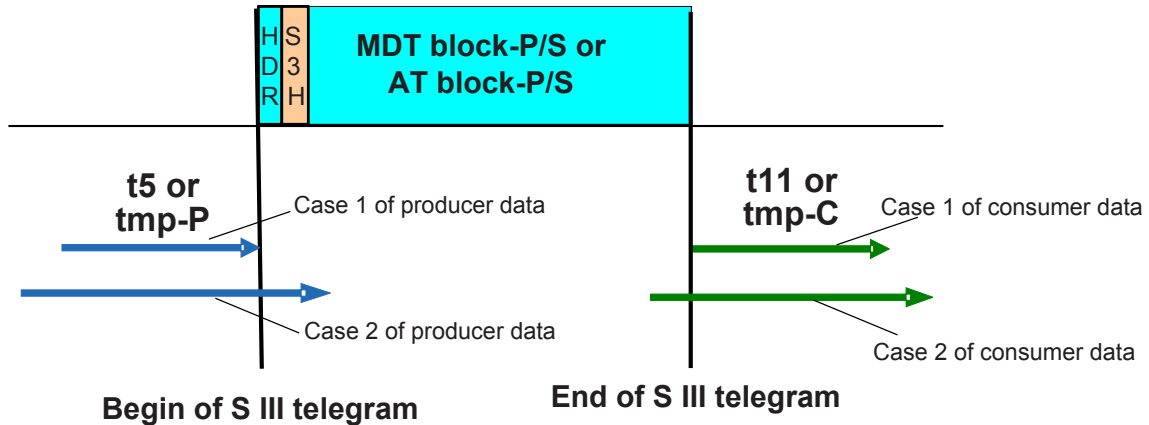 H
D
R
S
3
H
MDT block-P/S or
AT block-P/S
t5 or
tmp-P
Case 1 of producer data
t11 or
tmp-C
Case 1 of consumer data
Case 2 of producer data
Case 2 of consumer data
Begin of S III telegram
End of S III telegram